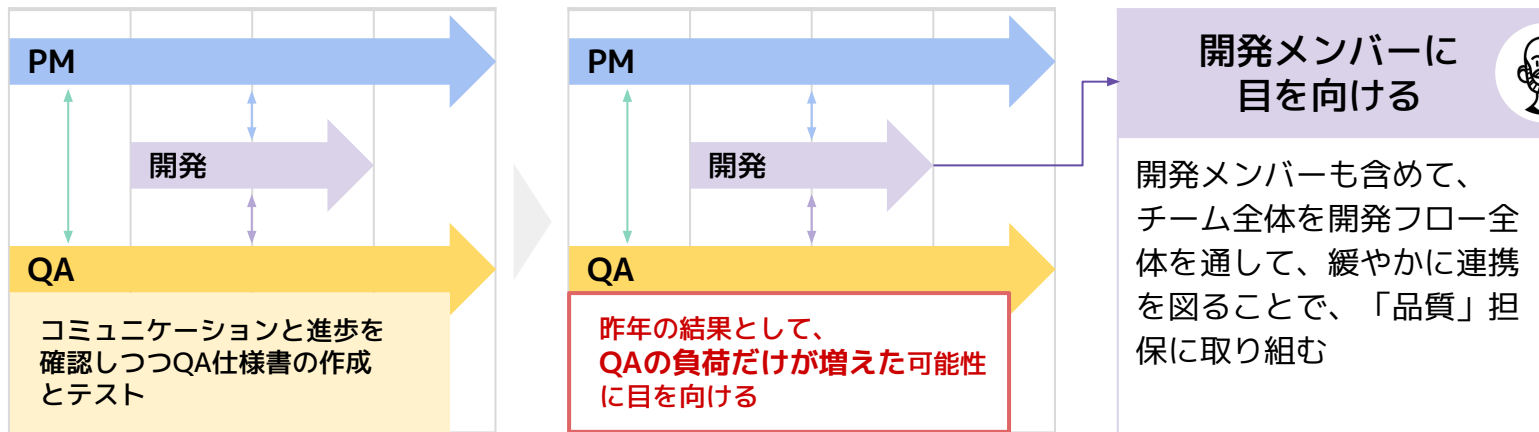 PM
開発
QA
コミュニケーションと進歩を
確認しつつQA仕様書の作成
とテスト
PM
開発
QA
昨年の結果として、
QAの負荷だけが増えた可能性
に目を向ける
開発メンバーに
目を向ける
開発メンバーも含めて、
チーム全体を開発フロー全
体を通して、緩やかに連携
を図ることで、「品質」担
保に取り組む